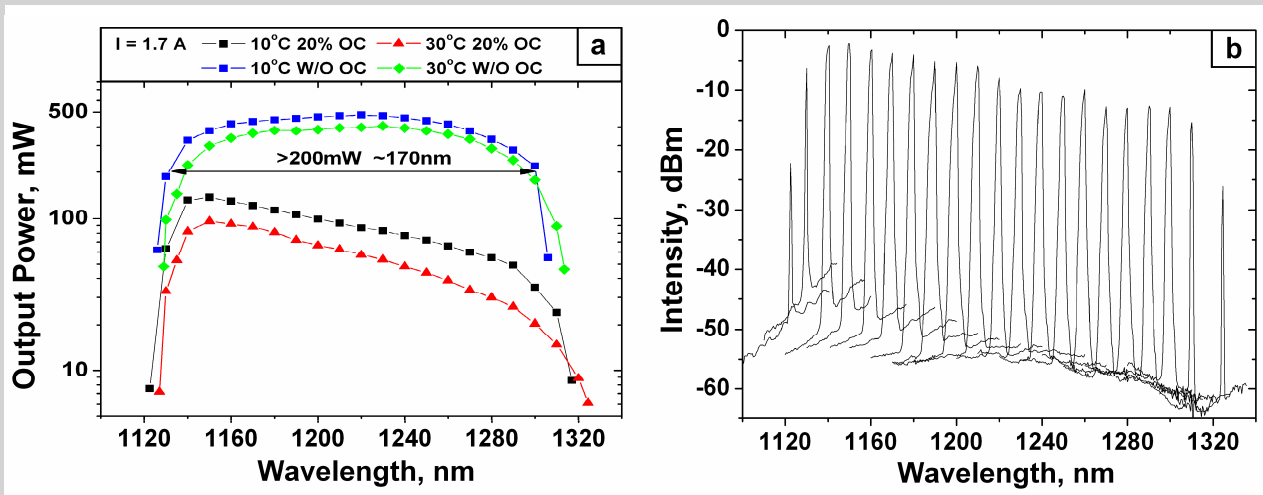 I = 1.7 A
10°C 20% OC
30°C 20% OC
10°C W/O OC
30°C W/O OC
a
Output Power, mW
500
100
10
>200mW ~170nm
1120 1160 1200 1240 1280 1320
Wavelength, nm
b
Intensity, dBm
0
-10
-20
-30
-40
-50
-60
1120 1160 1200 1240 1280 1320
Wavelength, nm